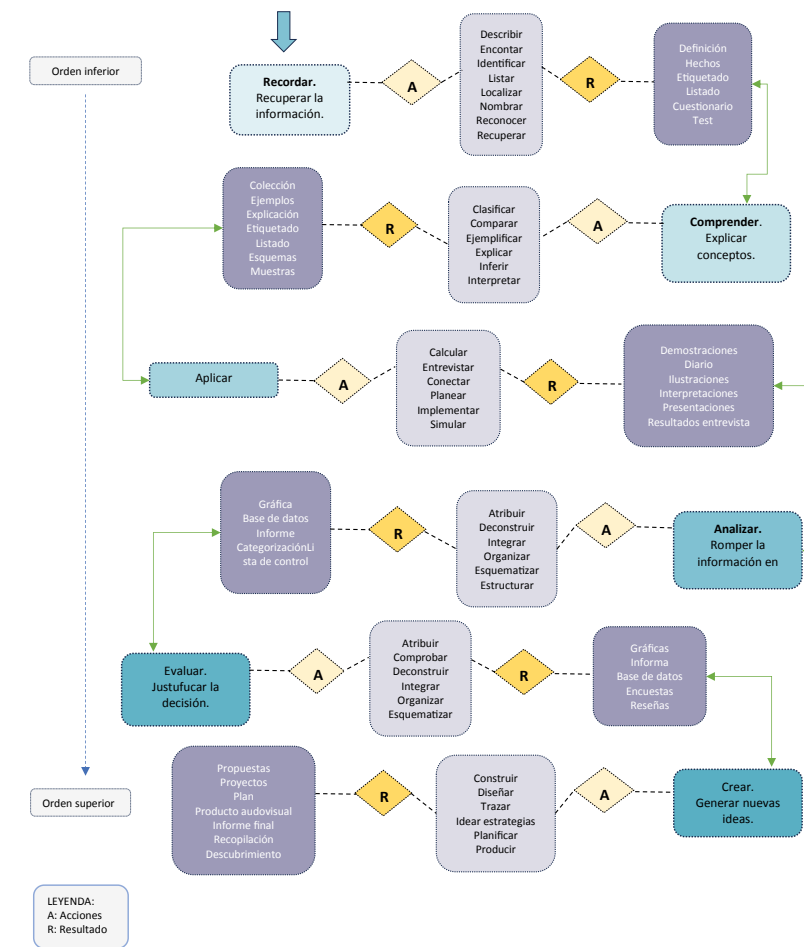 Orden inferior
Recordar.
Recuperar la
información.
A
Describir
Encontar
Identificar
Listar
Localizar
Nombrar
Reconocer
Recuperar
R
Definición
Hechos
Etiquetado
Listado
Cuestionario
Test
Colección
Ejemplos
Explicación
Etiquetado
Listado
Esquemas
Muestras
R
Clasificar
Comparar
Ejemplificar
Explicar
Inferir
Interpretar
A
Comprender.
Explicar
conceptos.
Aplicar
A
Calcular
Entrevistar
Conectar
Planear
Implementar
Simular
R
Demostraciones
Diario
Ilustraciones
Interpretaciones
Presentaciones
Resultados entrevista
Gráfica
Base de datos
Informe
CategorizaciónLi
sta de control
R
Atribuir
Deconstruir
Integrar
Organizar
Esquematizar
Estructurar
A
Analizar.
Romper la
información en
Evaluar.
Justufucar la
decisión.
A
Atribuir
Comprobar
Deconstruir
Integrar
Organizar
Esquematizar
R
Gráficas
Informa
Base de datos
Encuestas
Reseñas
Orden superior
Propuestas
Proyectos
Plan
Producto audiovisual
Informe final
Recopilación
Descubrimiento
R
Construir
Diseñar
Trazar
Idear estrategias
Planificar
Producir
A
Crear.
Generar nuevas
ideas.
LEYENDA:
A: Acciones
R: Resultado